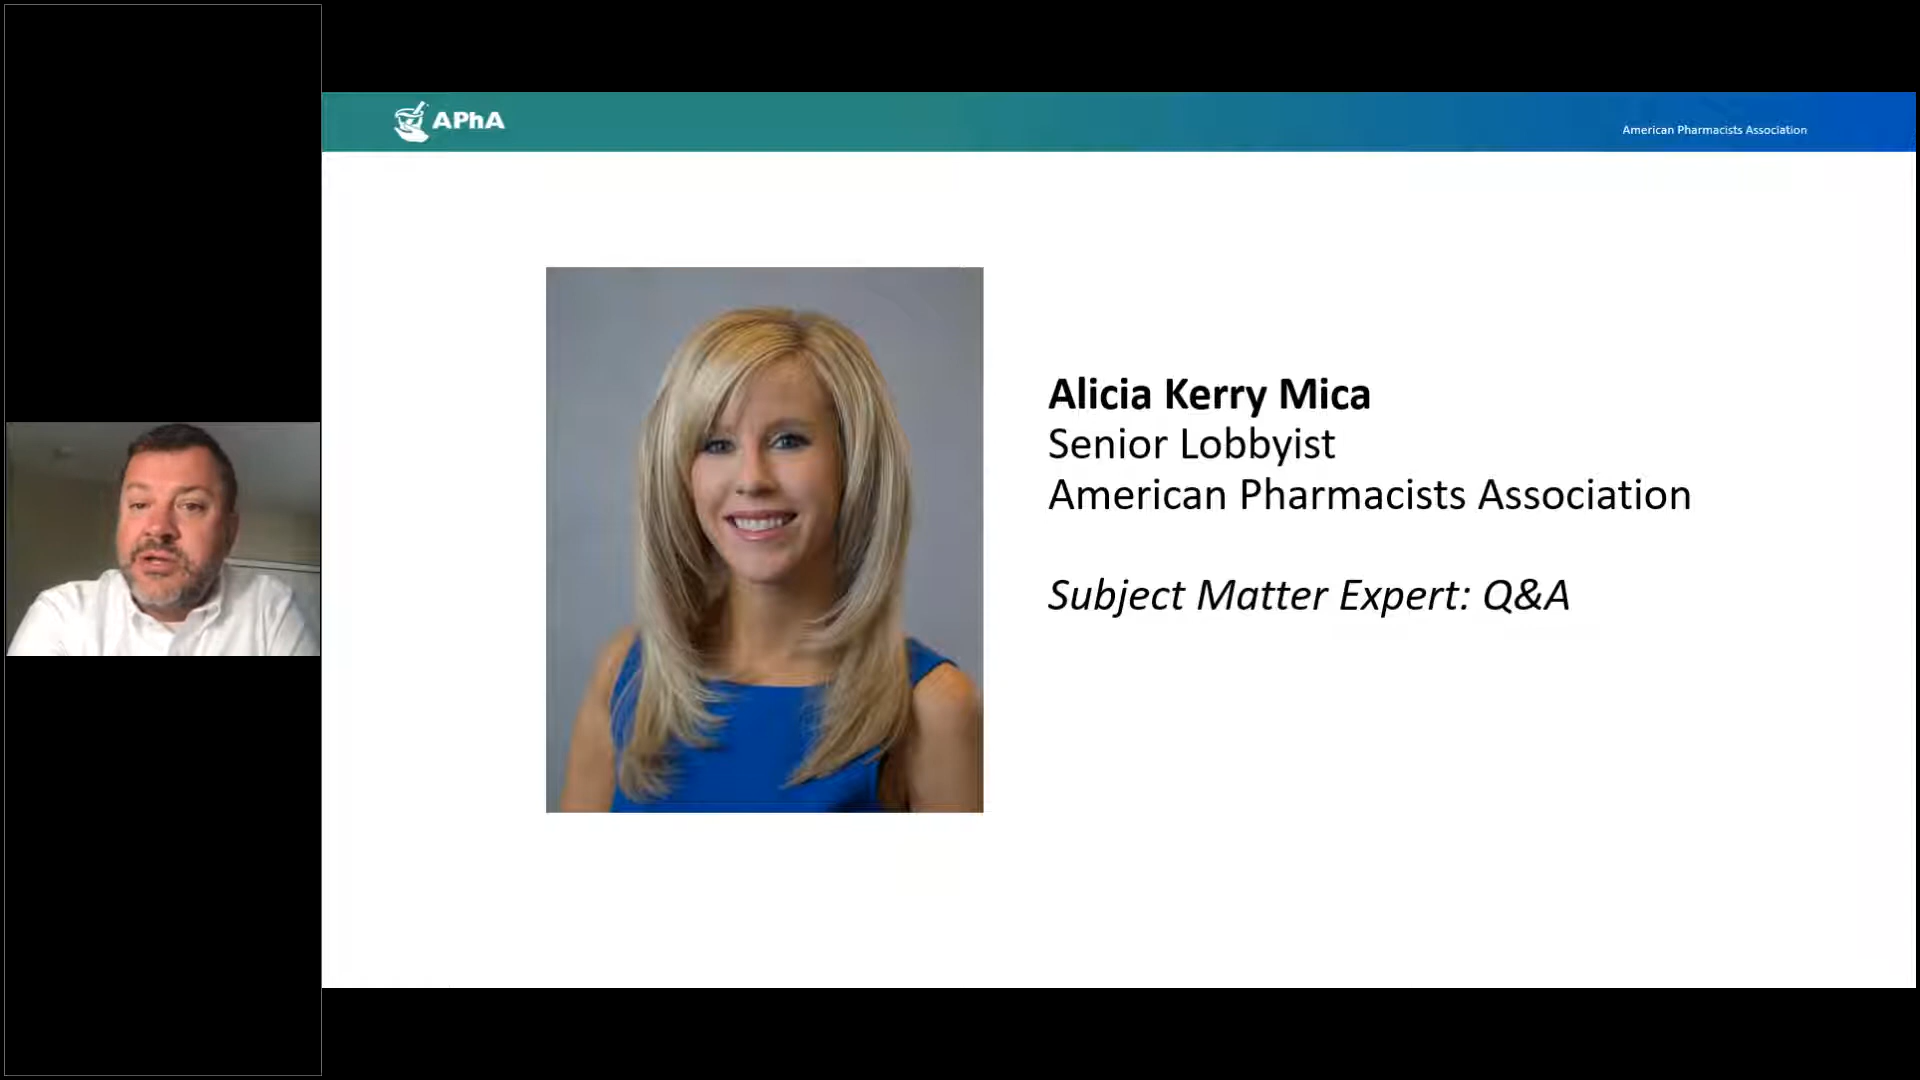 APhA
American Pharmacists Association
Alicia Kerry Mica
Senior Lobbyist
American Pharmacists Association
Subject Matter Expert: Q&A